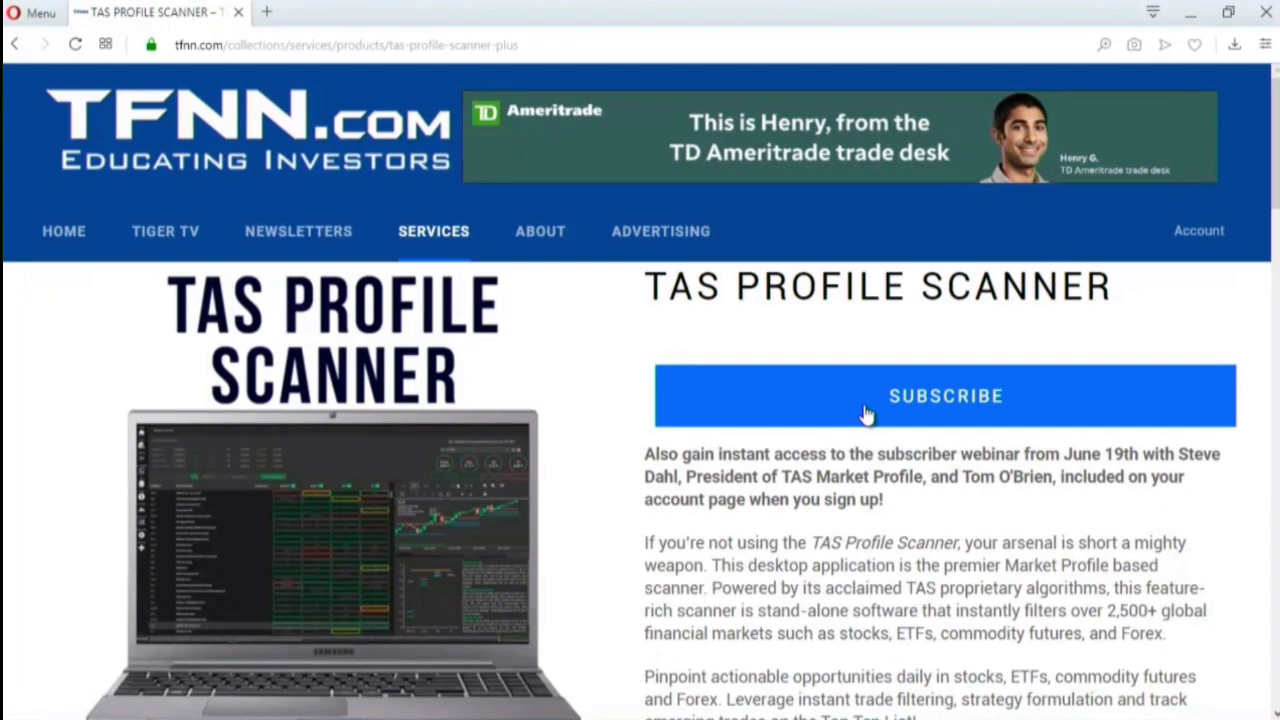 Menu
TFNN TAS PROFILE SCANNER –
tfnn.com/collections/services/products/tas-profile-scanner-plus
TFNN.COM
EDUCATING INVESTORS
TD Ameritrade
This is Henry, from the
TD Ameritrade trade desk
Henry G.
TD Ameritrade trade desk
HOME
TIGER TV
NEWSLETTERS
SERVICES
ABOUT
ADVERTISING
Account
TAS PROFILE
SCANNER
SAMSUNG
TAS PROFILE SCANNER
SUBSCRIBE
Also gain instant access to the subscriber webinar from June 19th with Steve
Dahl, President of TAS Market Profile, and Tom O'Brien, included on your
account page when you sign up!
If you're not using the TAS Profile Scanner, your arsenal is short a mighty
weapon. This desktop application is the premier Market Profile based
scanner. Powered by its acclaimed TAS proprietary algorithms, this feature-
rich scanner is stand-alone software that instantly filters over 2,500+ global
financial markets such as stocks, ETFs, commodity futures, and Forex.
Pinpoint actionable opportunities daily in stocks, ETFs, commodity futures
and Forex. Leverage instant trade filtering, strategy formulation and track
emerging trades on the Top Ten List!